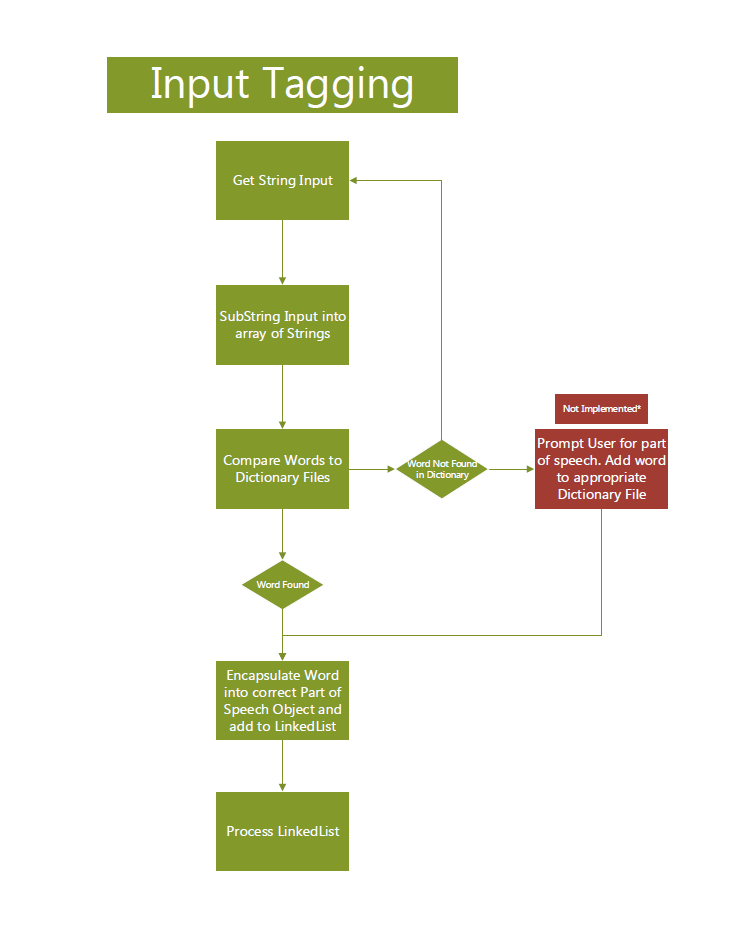 Input Tagging
Get String Input
SubString Input into
array of Strings
Not Implemented*
Compare Words to
Dictionary Files
Word Not Found
in Dictionary
Prompt User for part
of speech. Add word
to appropriate
Dictionary File
Word Found
Encapsulate Word
into correct Part of
Speech Object and
add to LinkedList
Process LinkedList